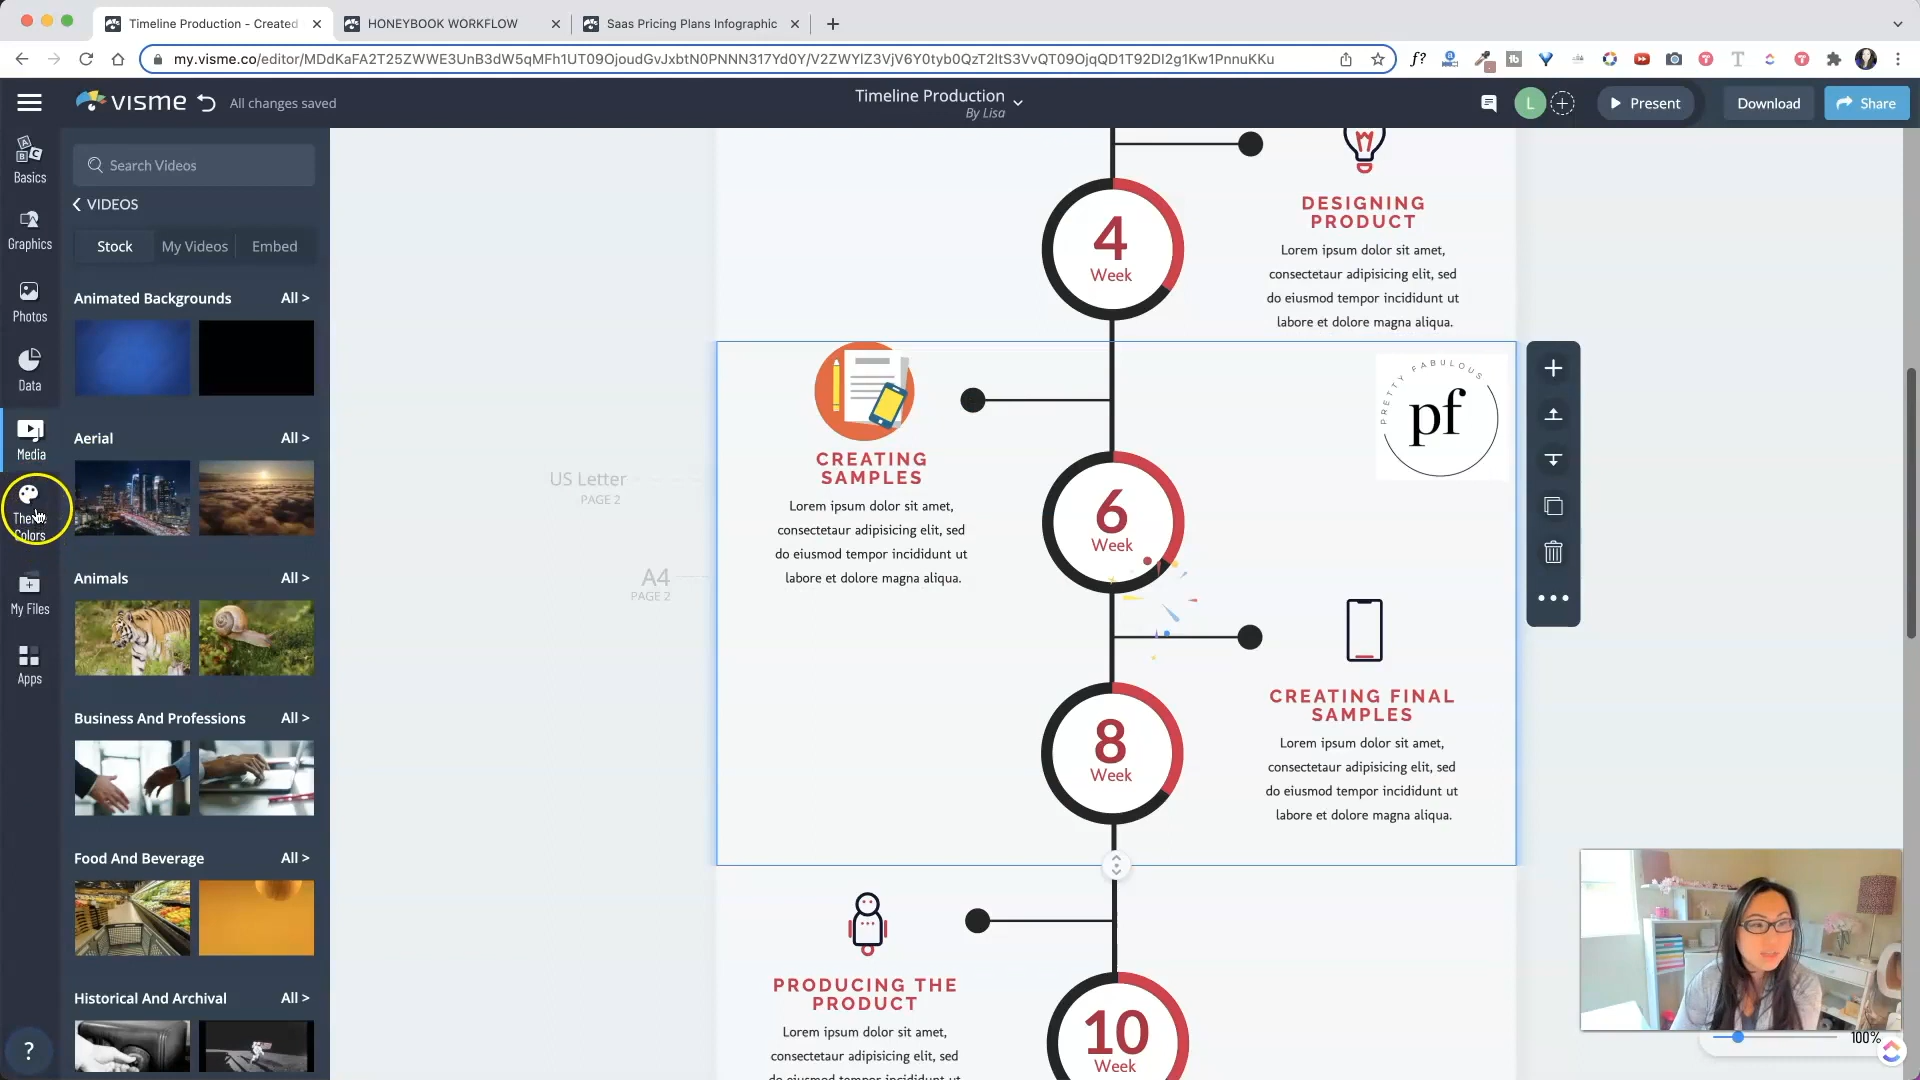 Timeline Production - Created
HONEYBOOK WORKFLOW
Saas Pricing Plans Infographic
my.visme.co/editor/MDdKaFA2T25ZWWE3UnB3dW5qMFh1UT09OjoudGvJxbtN0PNNN317Yd0Y/V2ZWYlZ3VjV6Y0tyb0QzT2ltS3VvQT09OjqQD1T92DI2g1Kw1PnnuKKu
visme
All changes saved
Timeline Production
By Lisa
L
Present
Download
Share
Basics
Graphics
Photos
Data
Media
Theme
Colors
My Files
Apps
?
Search Videos
VIDEOS
Stock
My Videos
Embed
Animated Backgrounds
All >
Aerial
All >
Animals
All >
Business And Professions
All >
Food And Beverage
All >
Historical And Archival
All >
US Letter
PAGE 2
A4
PAGE 2
4
Week
DESIGNING
PRODUCT
Lorem ipsum dolor sit amet,
consectetaur adipisicing elit, sed
do eiusmod tempor incididunt ut
labore et dolore magna aliqua.
CREATING
SAMPLES
Lorem ipsum dolor sit amet,
consectetaur adipisicing elit, sed
do eiusmod tempor incididunt ut
labore et dolore magna aliqua.
6
Week
PRETTY FABULOUS
pf
8
Week
CREATING FINAL
SAMPLES
Lorem ipsum dolor sit amet,
consectetaur adipisicing elit, sed
do eiusmod tempor incididunt ut
labore et dolore magna aliqua.
PRODUCING THE
PRODUCT
Lorem ipsum dolor sit amet,
consectetaur adipisicing elit, sed
do eiusmod tempor incididunt ut
10
Week
100%